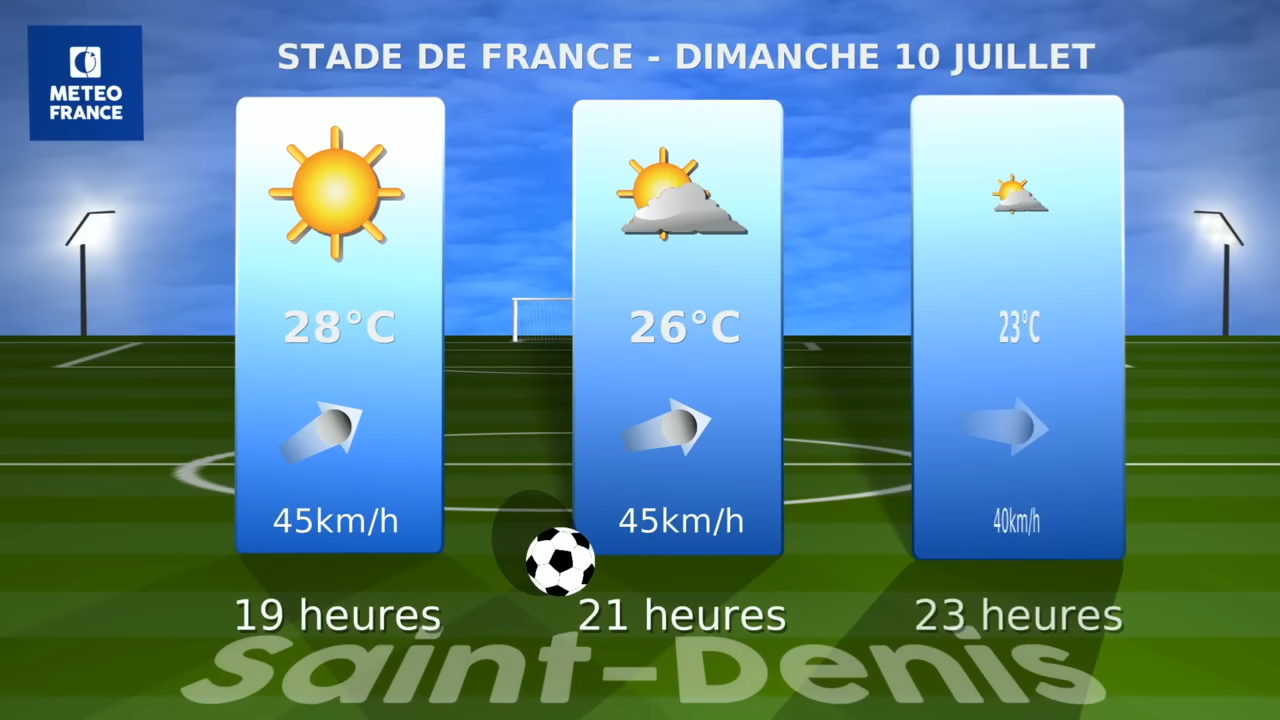 METEO
FRANCE
STADE DE FRANCE - DIMANCHE 10 JUILLET
28°C
26°C
23°C
45km/h
45km/h
40km/h
19 heures
21 heures
23 heures
Saint-Denis